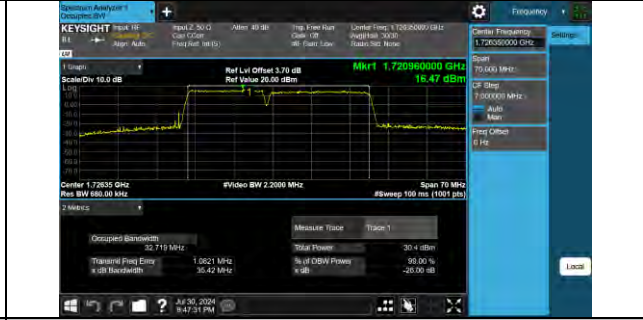 Spectrum Analyzer 1
Occupied BW
Frequency
KEYSIGHT Input: RF
Align: Auto
Input Z: 50 Ω
Corr CCorr
Freq Ref: Int (S)
Atten: 40 dB
Trig: Free Run
Gate: Off
#IF Gain: Low
Center Freq: 1.726350000 GHz
Radio Std: None
Center Frequency
1.726350000 GHz
Settings
Span
70.000 MHz
CF Step
7.000000 MHz
Auto
Man
Freq Offset
0 Hz
Local
1 Graph
Scale/Div 10.0 dB
Ref Lvl Offset 3.70 dB
Ref Value 20.00 dBm
Mkr1 1.720960000 GHz
16.47 dBm
Log
Center 1.72635 GHz
Res BW 680.00 kHz
#Video BW 2.2000 MHz
Span 70 MHz
#Sweep 100 ms (1001 pts)
2 Metrics
Measure Trace
Trace 1
Occupied Bandwidth
32.719 MHz
Total Power
30.4 dBm
Transmit Freq Error
1.0821 MHz
% of OBW Power
99.00 %
x dB Bandwidth
35.42 MHz
x dB
-26.00 dB
Jul 30, 2024
9:47:31 PM